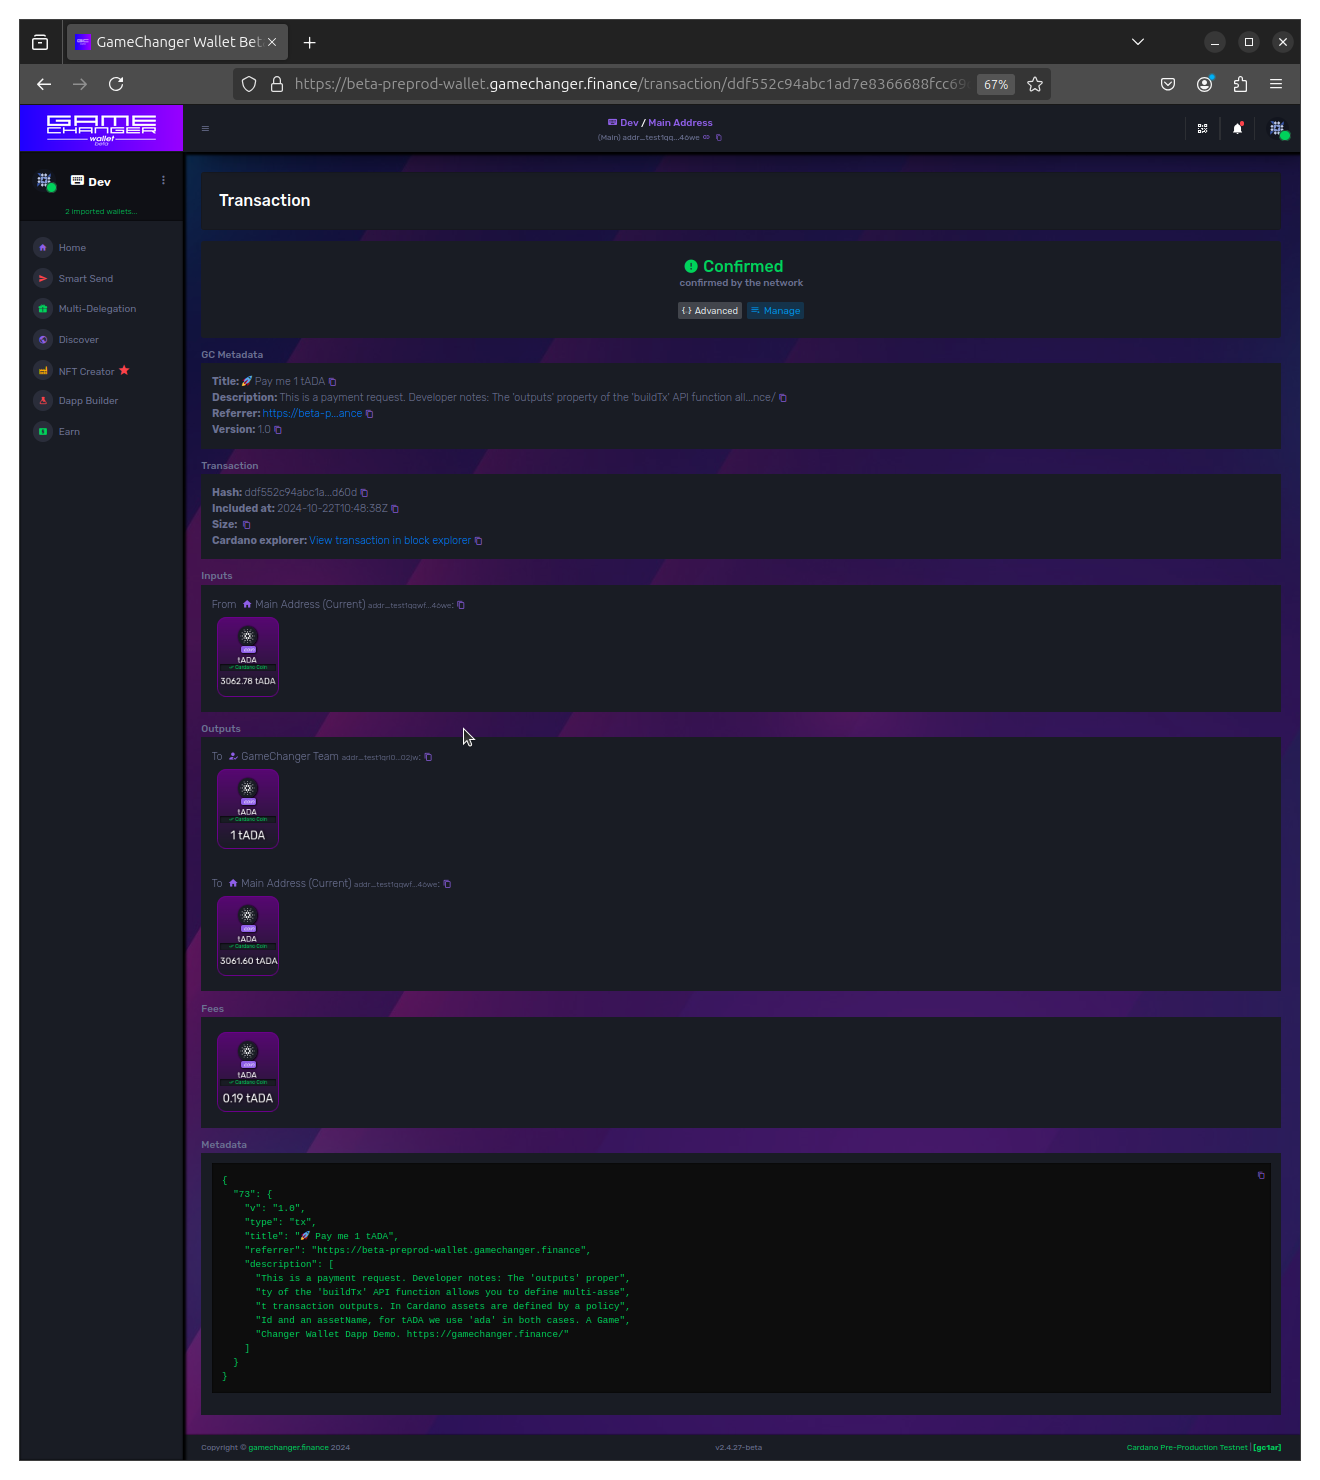 GameChanger Wallet Bet
https://beta-preprod-wallet.gamechanger.finance/transaction/ddf552c94abc1ad7e8366688fcc69
67%
GAME CHANGER
wallet
beta
Dev / Main Address
(Main) addr...test1qq...46we
Dev
2 imported wallets...
Home
Smart Send
Multi-Delegation
Discover
NFT Creator
Dapp Builder
Earn
Transaction
Confirmed
confirmed by the network
{..} Advanced
Manage
GC Metadata
Title: 🚀 Pay me 1 tADA
Description: This is a payment request. Developer notes: The 'outputs' property of the 'buildTx' API function all...nce/
Referrer: https://beta-p...ance
Version: 1.0
Transaction
Hash: ddf552c94abc1a...d60d
Included at: 2024-10-22T10:48:38Z
Size:
Cardano explorer: View transaction in block explorer
Inputs
From Main Address (Current) addr...test1qqwf...46we:
coin
tADA
Cardano Coin
3062.78 tADA
Outputs
To GameChanger Team
coin
tADA
Cardano Coin
1 tADA
To Main Address (Current) addr...test1qqwf...46we:
coin
tADA
Cardano Coin
3061.60 tADA
Fees
coin
tADA
Cardano Coin
0.19 tADA
Metadata
{
"73": {
"v": "1.0",
"type": "tx",
"title": "🚀 Pay me 1 tADA",
"referrer": "https://beta-preprod-wallet.gamechanger.finance",
"description": [
"This is a payment request. Developer notes: The 'outputs' proper",
"ty of the 'buildTx' API function allows you to define multi-asse",
"t transaction outputs. In Cardano assets are defined by a policy",
"Id and an assetName, for tADA we use 'ada' in both cases. A Game",
"Changer Wallet Dapp Demo. https://gamechanger.finance/"
]
}
}
Copyright © gamechanger.finance 2024
v2.4.27-beta
Cardano Pre-Production Testnet | [gc1ar]